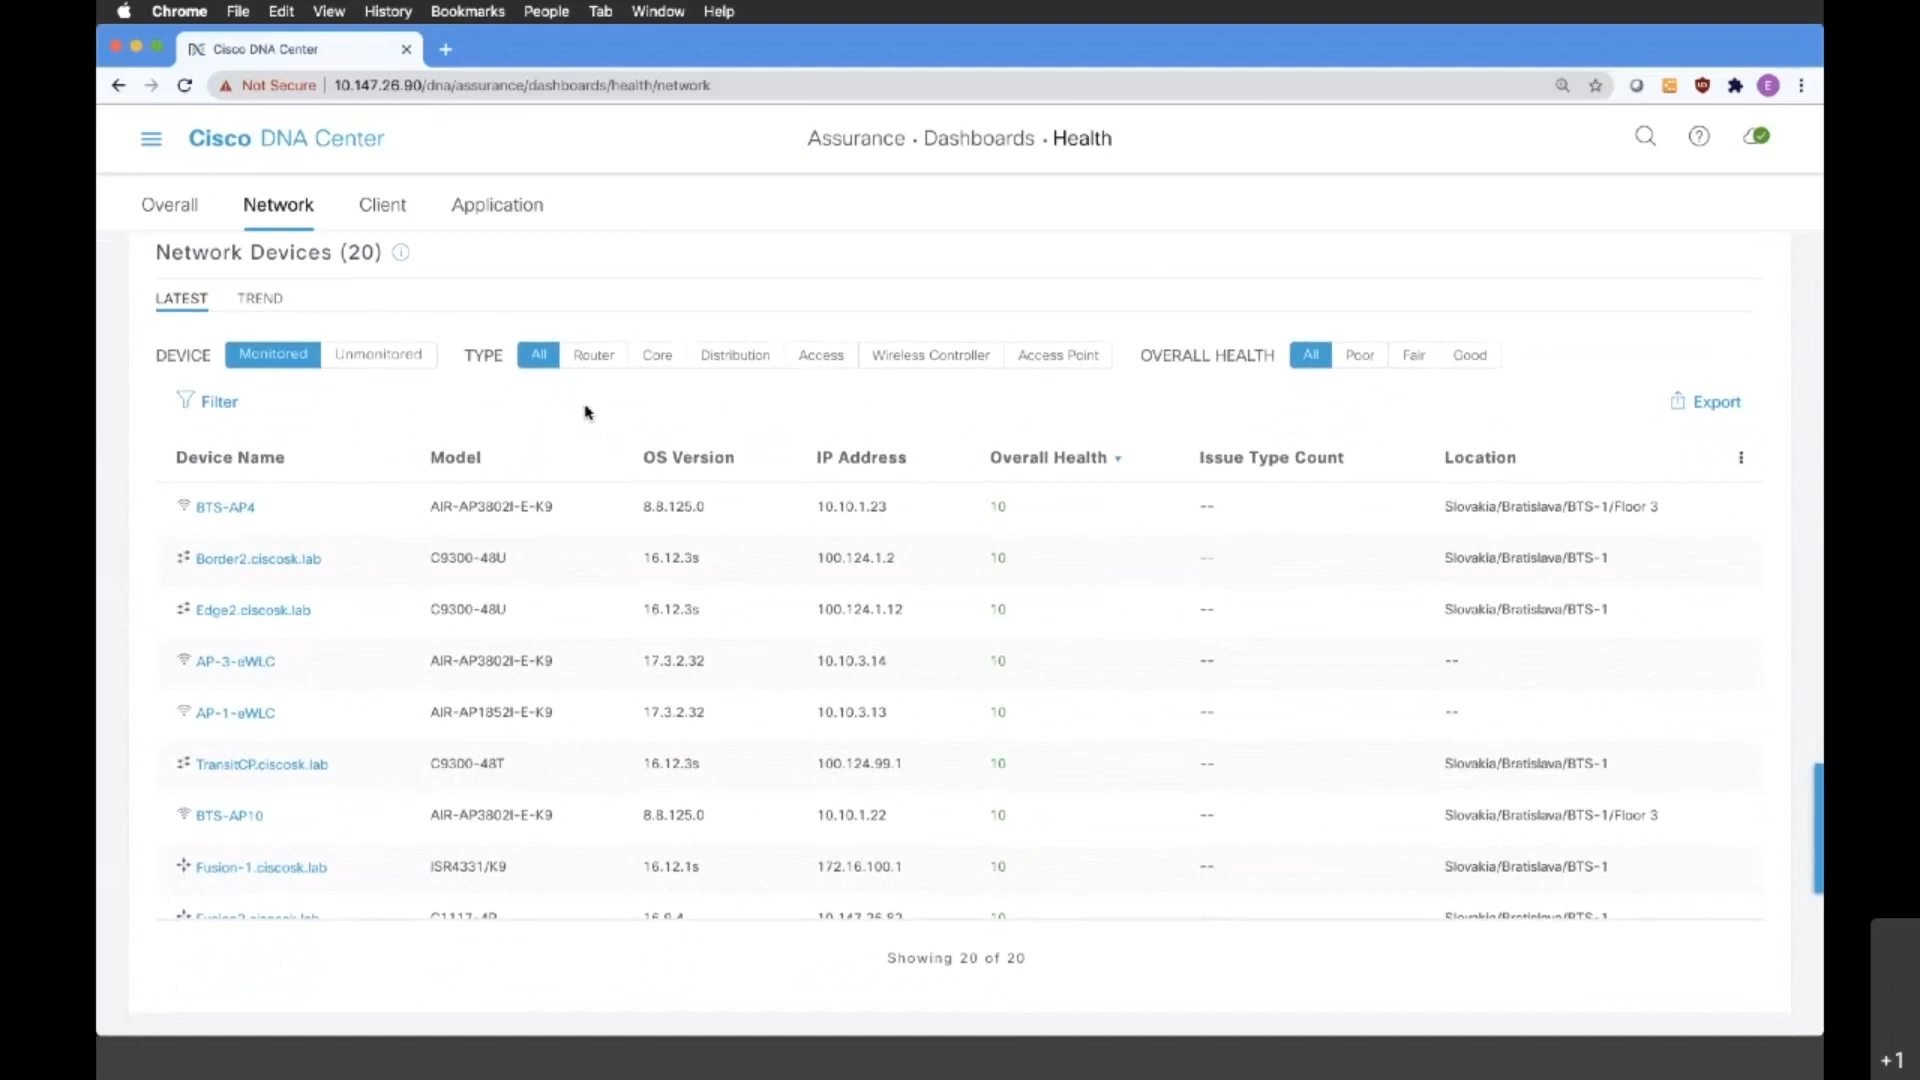 Chrome File Edit View History Bookmarks People Tab Window Help
Cisco DNA Center
Not Secure 10.147.26.90/dna/assurance/dashboards/health/network
E
Cisco DNA Center
Assurance · Dashboards · Health
Overall Network Client Application
Network Devices (20)
LATEST TREND
DEVICE Monitored Unmonitored TYPE All Router Core Distribution Access Wireless Controller Access Point OVERALL HEALTH All Poor Fair Good
Filter Export
Device Name Model OS Version IP Address Overall Health Issue Type Count Location
BTS-AP4 AIR-AP3802I-E-K9 8.8.125.0 10.10.1.23 10 -- Slovakia/Bratislava/BTS-1/Floor 3
Border2.ciscosk.lab C9300-48U 16.12.3s 100.124.1.2 10 -- Slovakia/Bratislava/BTS-1
Edge2.ciscosk.lab C9300-48U 16.12.3s 100.124.1.12 10 -- Slovakia/Bratislava/BTS-1
AP-3-eWLC AIR-AP3802I-E-K9 17.3.2.32 10.10.3.14 10 -- --
AP-1-eWLC AIR-AP1852I-E-K9 17.3.2.32 10.10.3.13 10 -- --
TransitCP.ciscosk.lab C9300-48T 16.12.3s 100.124.99.1 10 -- Slovakia/Bratislava/BTS-1
BTS-AP10 AIR-AP3802I-E-K9 8.8.125.0 10.10.1.22 10 -- Slovakia/Bratislava/BTS-1/Floor 3
Fusion-1.ciscosk.lab ISR4331/K9 16.12.1s 172.16.100.1 10 -- Slovakia/Bratislava/BTS-1
Fusion2.ciscosk.lab C1117-4P 16.9.4 10.147.26.82 10 Slovakia/Bratislava/BTS-1
Showing 20 of 20
+1